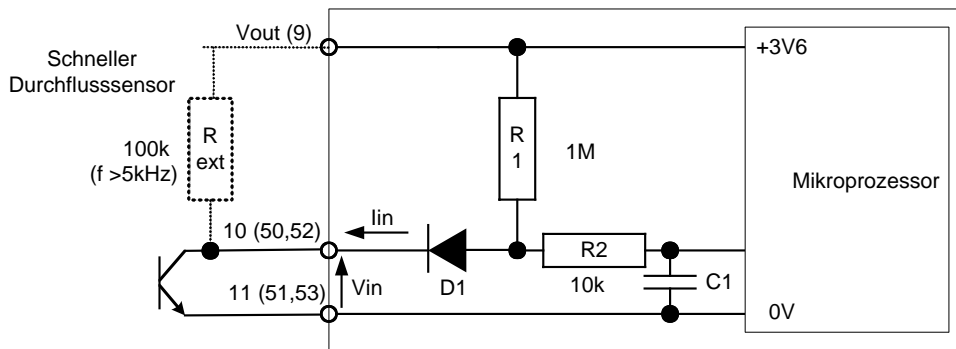 Vout (9)
+3V6
Schneller
Durchflusssensor
R
ext
100k
(f >5kHz)
R
1
1M
Mikroprozessor
10 (50,52)
Iin
R2
10k
D1
Vin
C1
11 (51,53)
0V